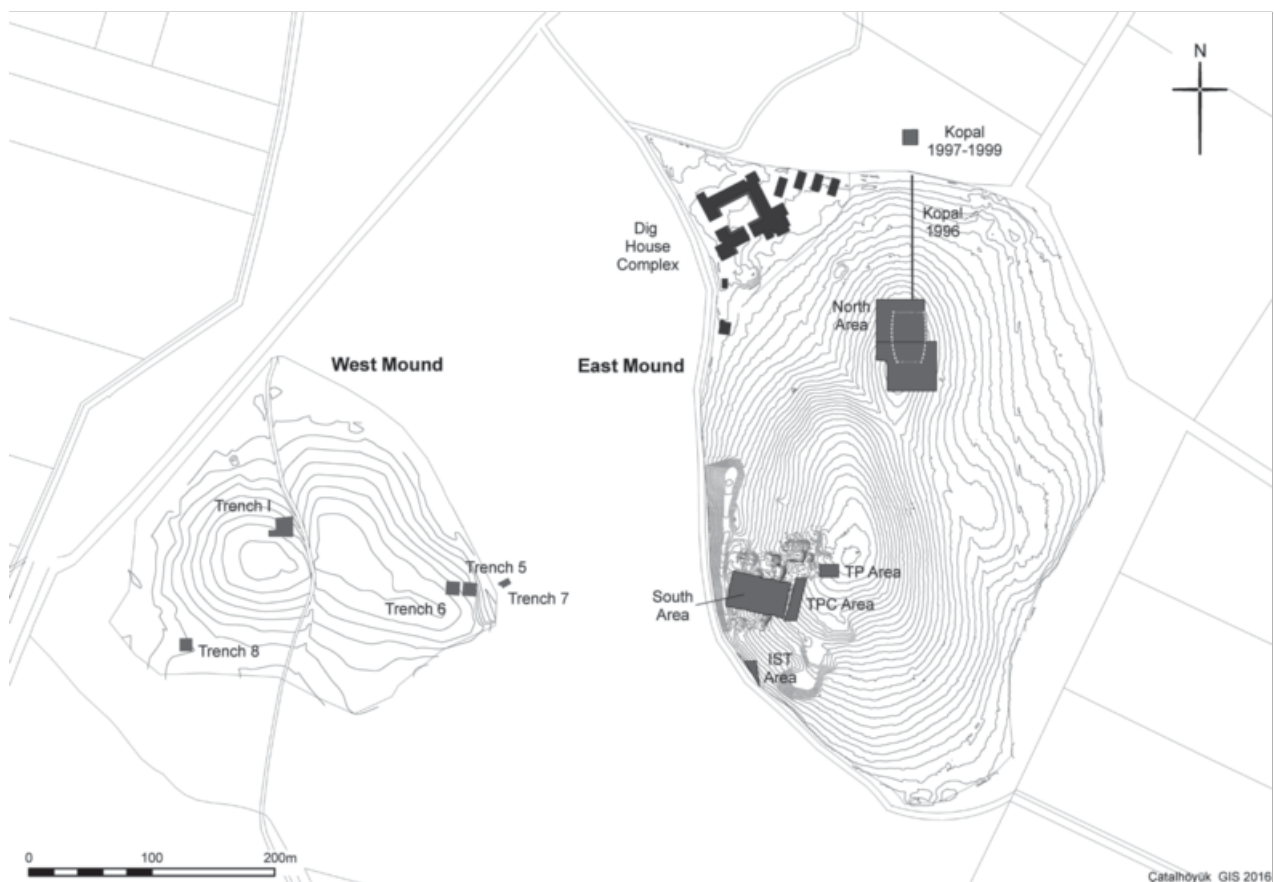 N
Kopal
1997-1999
Kopal
1996
Dig
House
Complex
North
Area
West Mound
East Mound
Trench I
Trench 5
Trench 6
Trench 7
Trench 8
TP Area
South
Area
TPC Area
IST
Area
0
100
200m
Çatalhöyük GIS 2016